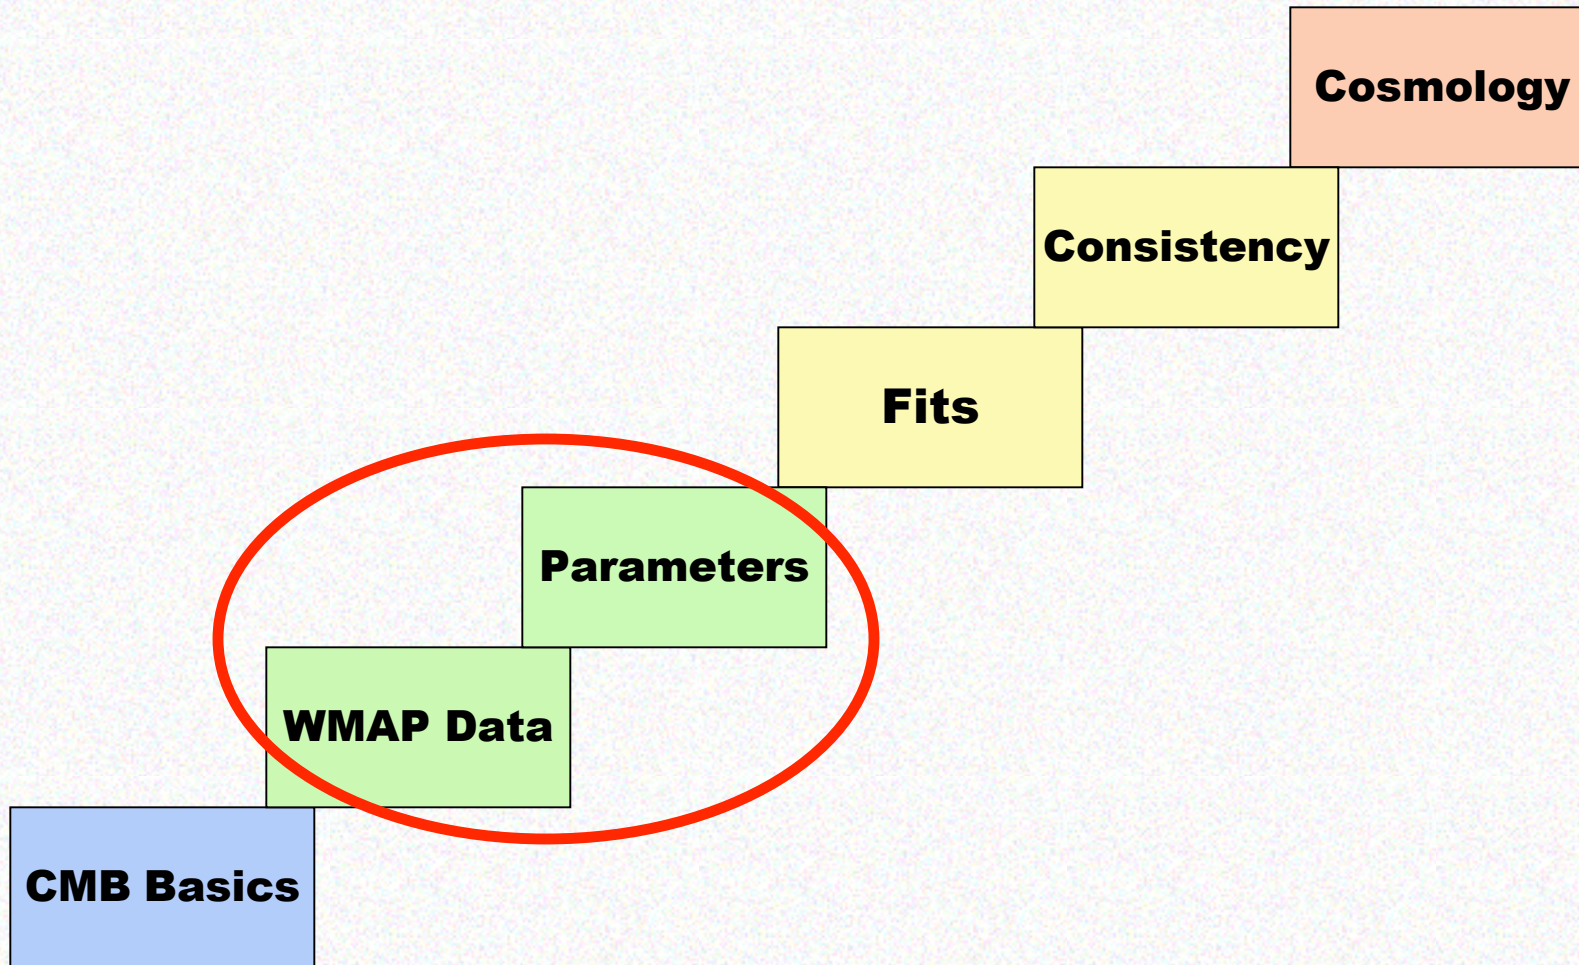 Cosmology
Consistency
Fits
Parameters
WMAP Data
CMB Basics